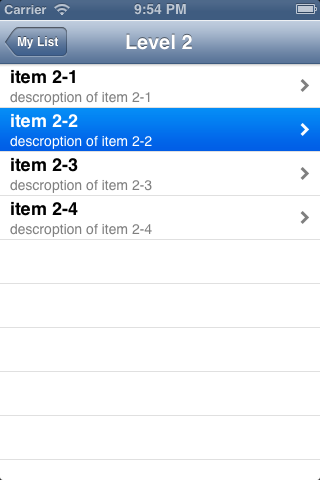 Carrier 9:54 PM
My List Level 2
item 2-1
descroption of item 2-1
item 2-2
descroption of item 2-2
item 2-3
descroption of item 2-3
item 2-4
descroption of item 2-4